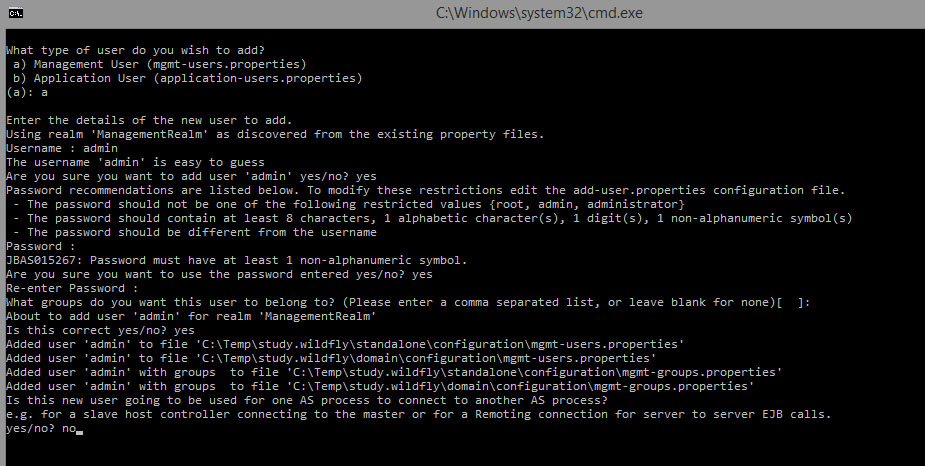 C:\Windows\system32\cmd.exe
What type of user do you wish to add?
 a) Management User (mgmt-users.properties)
 b) Application User (application-users.properties)
(a): a
Enter the details of the new user to add.
Using realm 'ManagementRealm' as discovered from the existing property files.
Username : admin
The username 'admin' is easy to guess
Are you sure you want to add user 'admin' yes/no? yes
Password recommendations are listed below. To modify these restrictions edit the add-user.properties configuration file.
 - The password should not be one of the following restricted values {root, admin, administrator}
 - The password should contain at least 8 characters, 1 alphabetic character(s), 1 digit(s), 1 non-alphanumeric symbol(s)
 - The password should be different from the username
Password :
JBAS015267: Password must have at least 1 non-alphanumeric symbol.
Are you sure you want to use the password entered yes/no? yes
Re-enter Password :
What groups do you want this user to belong to? (Please enter a comma separated list, or leave blank for none)[  ]:
About to add user 'admin' for realm 'ManagementRealm'
Is this correct yes/no? yes
Added user 'admin' to file 'C:\Temp\study.wildfly\standalone\configuration\mgmt-users.properties'
Added user 'admin' to file 'C:\Temp\study.wildfly\domain\configuration\mgmt-users.properties'
Added user 'admin' with groups  to file 'C:\Temp\study.wildfly\standalone\configuration\mgmt-groups.properties'
Added user 'admin' with groups  to file 'C:\Temp\study.wildfly\domain\configuration\mgmt-groups.properties'
Is this new user going to be used for one AS process to connect to another AS process?
e.g. for a slave host controller connecting to the master or for a Remoting connection for server to server EJB calls.
yes/no? no